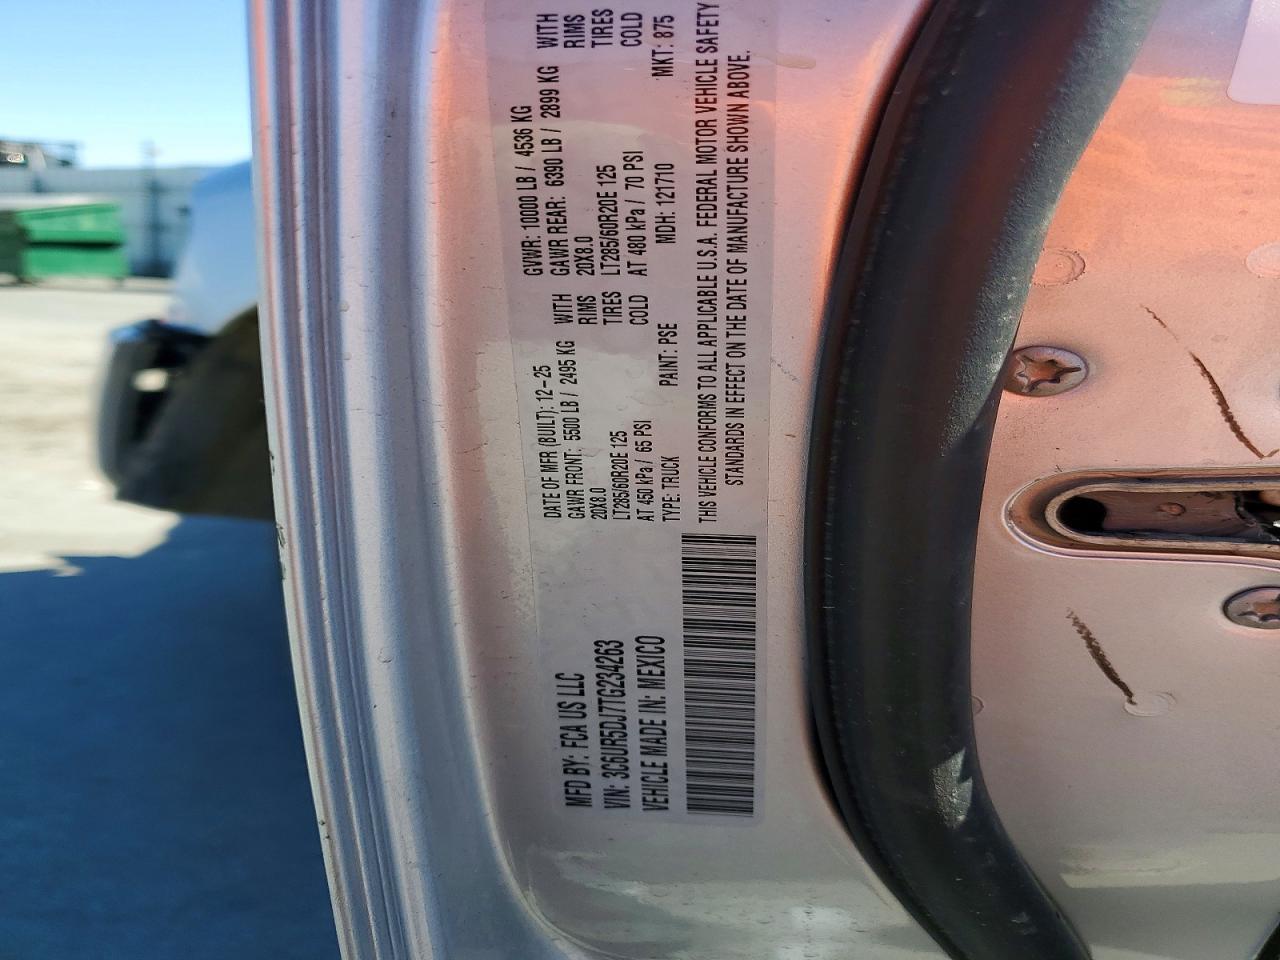 MFD BY: FCA US LLC
VIN: 3C6UR5DJ7TG234263
VEHICLE MADE IN: MEXICO
DATE OF MFR (BUILT): 12-25 GVWR: 10000 LB / 4536 KG
GAWR FRONT: 5500 LB / 2495 KG WITH GAWR REAR: 6390 LB / 2899 KG WITH
20X8.0 RIMS 20X8.0 RIMS
LT285/60R20E 125 TIRES LT285/60R20E 125 TIRES
AT 450 kPa / 65 PSI COLD AT 480 kPa / 70 PSI COLD
TYPE: TRUCK PAINT: PSE MDH: 121710 MKT: 875
THIS VEHICLE CONFORMS TO ALL APPLICABLE U.S.A. FEDERAL MOTOR VEHICLE SAFETY
STANDARDS IN EFFECT ON THE DATE OF MANUFACTURE SHOWN ABOVE.